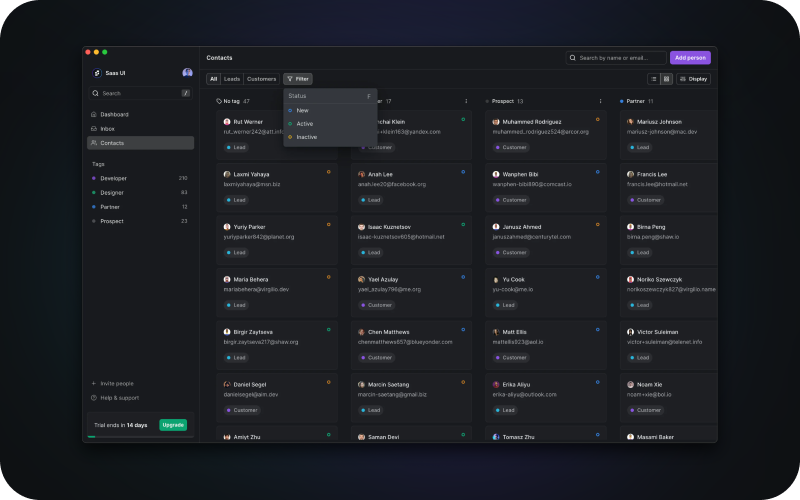 Saas UI
Search /
Dashboard
Inbox
Contacts
Tags
Developer 210
Designer 83
Partner 12
Prospect 23
Invite people
Help & support
Trial ends in 14 days Upgrade
Contacts
Search by name or email...
Add person
All Leads Customers Filter
Display
Status F
New
Active
Inactive
No tag 47
Rut Werner
rut_werner242@att.inf
Lead
Laxmi Yahaya
laxmiyahaya@msn.biz
Lead
Yuriy Parker
yuriyparker842@planet.org
Lead
Maria Behera
mariabehera@virgilio.dev
Lead
Birgir Zaytseva
birgir.zaytseva217@shaw.org
Lead
Daniel Segel
danielsegel@aim.dev
Customer
Amiyt Zhu
17
chai Klein
+klein163@yandex.com
Customer
Anah Lee
anah.lee20@facebook.org
Lead
Isaac Kuznetsov
isaac-kuznetsov605@hotmail.net
Lead
Yael Azulay
yael_azulay796@me.org
Customer
Chen Matthews
chenmatthews657@blueyonder.com
Customer
Marcin Saetang
marcin-saetang@gmail.biz
Lead
Saman Devi
Prospect 13
Muhammed Rodriguez
muhammed_rodriguez524@arcor.org
Customer
Wanphen Bibi
wanphen-bibi890@comcast.io
Customer
Janusz Ahmed
januszahmed@centurytel.com
Customer
Yu Cook
yu-cook@me.io
Lead
Matt Ellis
mattellis923@aol.io
Customer
Erika Aliyu
erika-aliyu@outlook.com
Lead
Tomasz Zhu
Partner 11
Mariusz Johnson
mariusz-johnson@mac.dev
Lead
Francis Lee
francis.lee@hotmail.net
Customer
Birna Peng
birna.peng@shaw.io
Lead
Noriko Szewczyk
norikoszewczyk827@virgilio.name
Lead
Victor Suleiman
victor+suleiman@telenet.info
Lead
Noam Xie
noam+xie@bol.io
Customer
Masami Baker